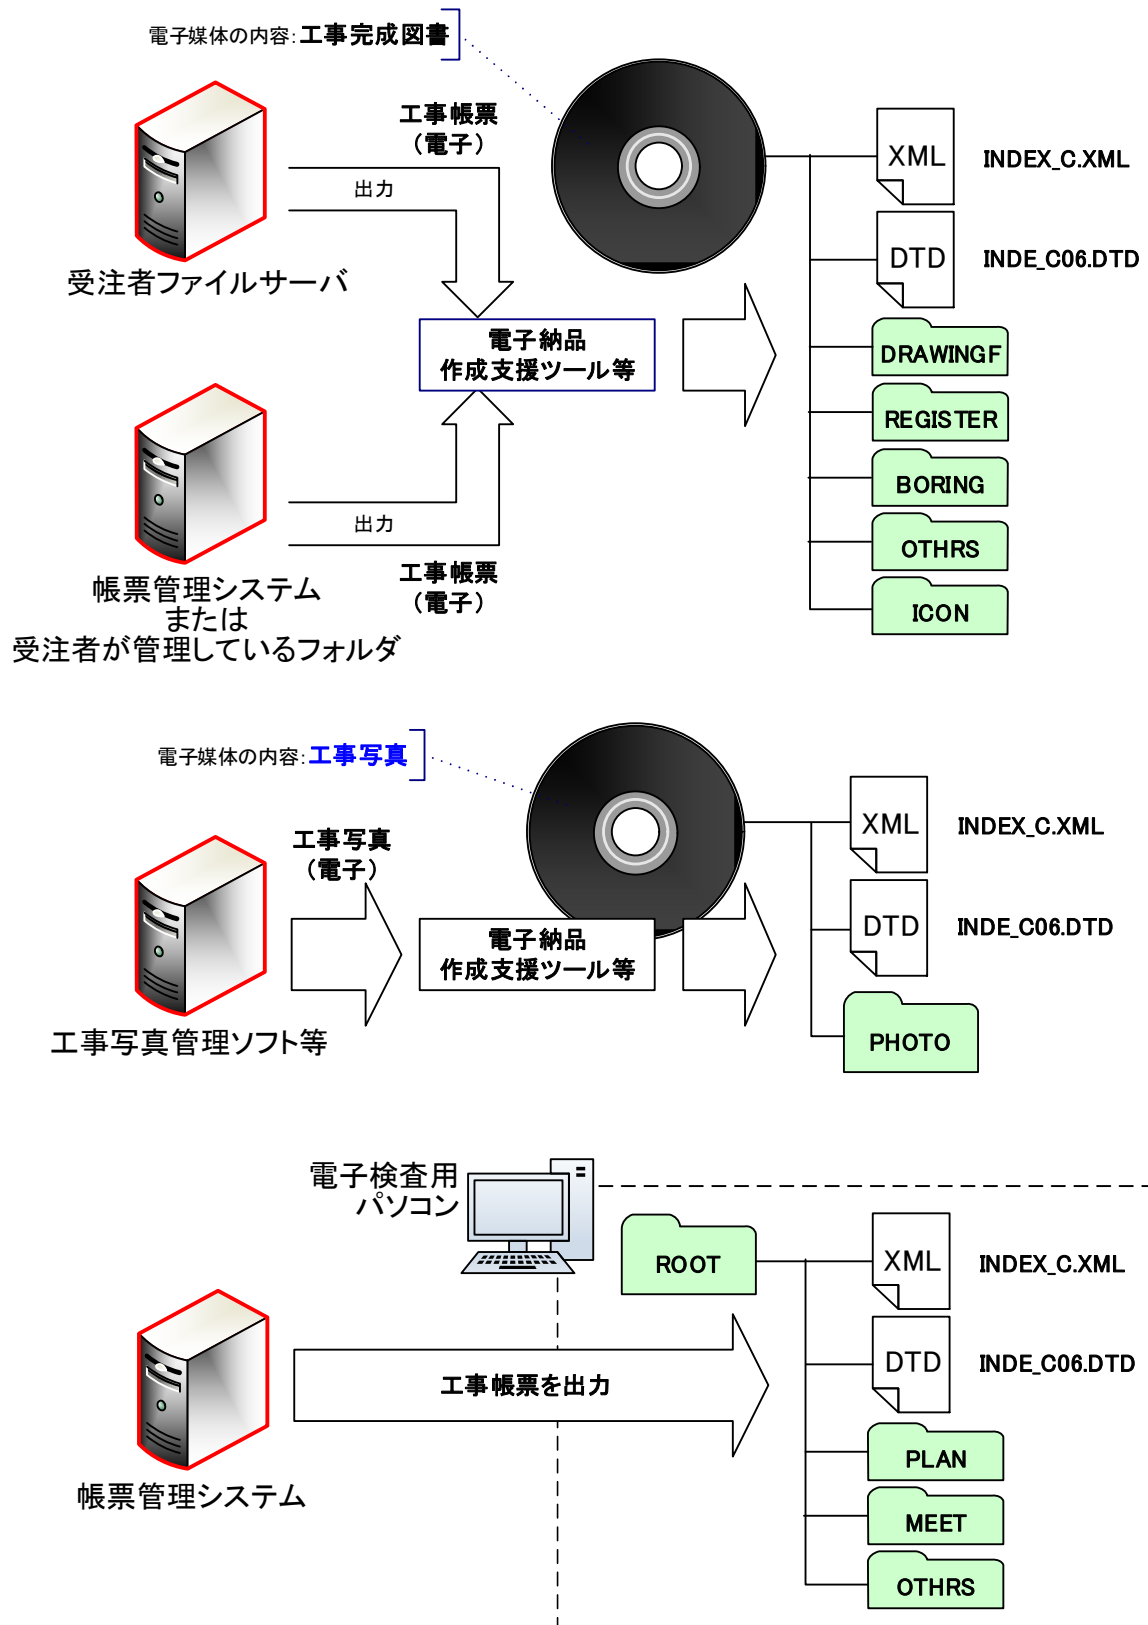 電子媒体の内容:工事完成図書
工事帳票
（電子）
出力
受注者ファイルサーバ
電子納品
作成支援ツール等
出力
工事帳票
（電子）
帳票管理システム
または
受注者が管理しているフォルダ
XML
INDEX_C.XML
DTD
INDE_C06.DTD
DRAWINGF
REGISTER
BORING
OTHRS
ICON
電子媒体の内容:工事写真
工事写真
（電子）
工事写真管理ソフト等
電子納品
作成支援ツール等
XML
INDEX_C.XML
DTD
INDE_C06.DTD
PHOTO
電子検査用
パソコン
帳票管理システム
工事帳票を出力
ROOT
XML
INDEX_C.XML
DTD
INDE_C06.DTD
PLAN
MEET
OTHRS